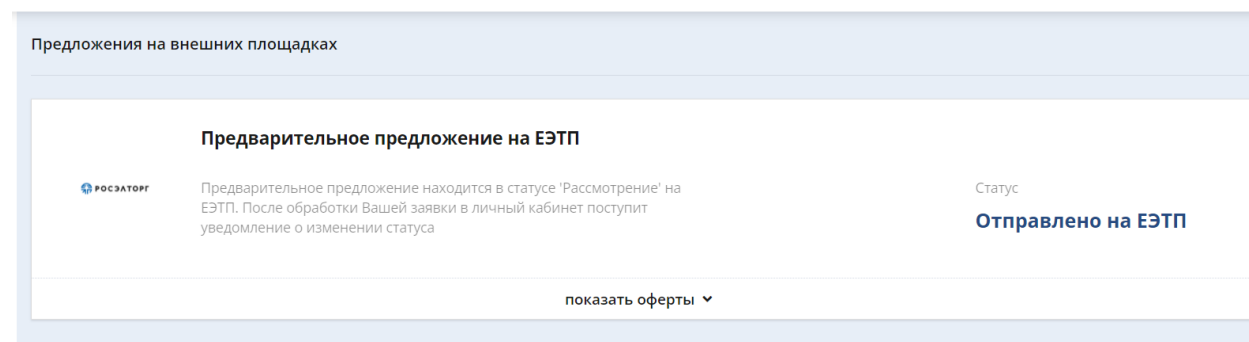 Предложения на внешних площадках
Предварительное предложение на ЕЭТП
РОСЭЛТОРГ
Предварительное предложение находится в статусе 'Рассмотрение' на
ЕЭТП. После обработки Вашей заявки в личный кабинет поступит
уведомление о изменении статуса
Статус
Отправлено на ЕЭТП
показать оферты